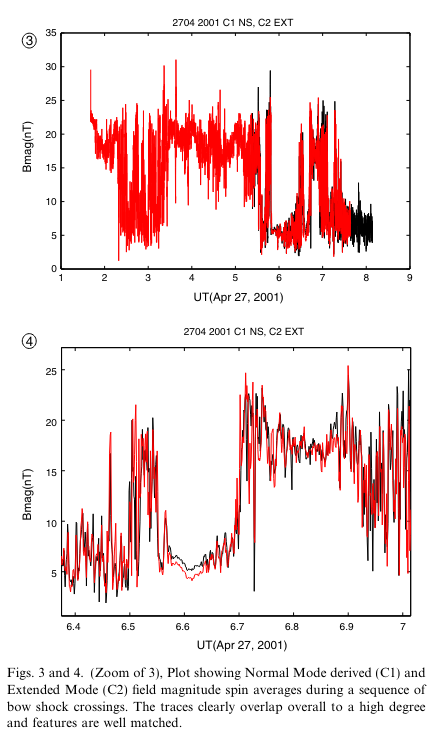 3
2704 2001 C1 NS, C2 EXT
35
30
25
20
15
10
5
0
Bmag(nT)
1 2 3 4 5 6 7 8 9
UT(Apr 27, 2001)
4
2704 2001 C1 NS, C2 EXT
25
20
15
10
5
Bmag(nT)
6.4 6.5 6.6 6.7 6.8 6.9 7
UT(Apr 27, 2001)
Figs. 3 and 4. (Zoom of 3), Plot showing Normal Mode derived (C1) and
Extended Mode (C2) field magnitude spin averages during a sequence of
bow shock crossings. The traces clearly overlap overall to a high degree
and features are well matched.